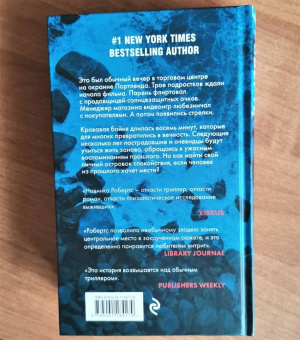 #1 NEW YORK TIMES
BESTSELLING AUTHOR
Это был обычный вечер в торговом центре
на окраине Портленда. Трое подростков ждали
начала фильма. Парень флиртовал
с продавщицей солнцезащитных очков.
Менеджер магазина видеоигр любезничал
с покупателями. А потом появились стрелки.
Кровавая бойня длилась восемь минут, которые
для многих превратились в вечность. Следующие
несколько лет пострадавшие и очевидцы будут
учиться жить заново, обращаясь к ужасным
воспоминаниям прошлого. Но как найти свой
личный островок спокойствия, если человек
из прошлого хочет мести?
«Новинка Робертс – отчасти триллер, отчасти
роман, отчасти психологическое исследование
выживших»
KIRKUS
«Робертс позволила необычному злодею занять
центральное место в закрученном сюжете, и это
определенно понравится любителям интриг».
LIBRARY JOURNAL
«Эта история возвышается над обычным
триллером».
PUBLISHERS WEEKLY